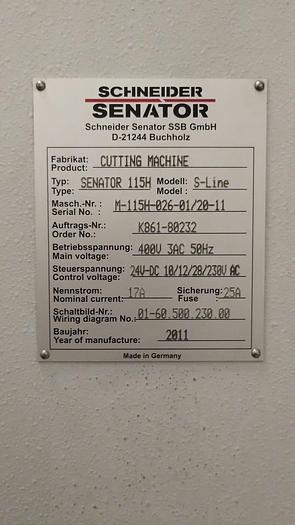 SCHNEIDER
SENATOR
Schneider Senator SSB GmbH
D-21244 Buchholz
Fabrikat: CUTTING MACHINE
Product:
Typ: SENATOR 115H Modell: S-Line
Type: Model :
Masch.-Nr. : M-115H-026-01/20-11
Serial No. :
Auftrags-Nr.: K861-80232
Order No.:
Betriebsspannung: 400V 3AC 50Hz
Main voltage:
Steuerspannung: 24V-DC 10/12/28/230V AC
Control voltage:
Nennstrom: 17A Sicherung: 25A
Nominal current: Fuse :
Schaltbild-Nr.: 01-60.500.230.00
Wiring diagram No.:
Baujahr: 2011
Year of manufacture:
Made in Germany